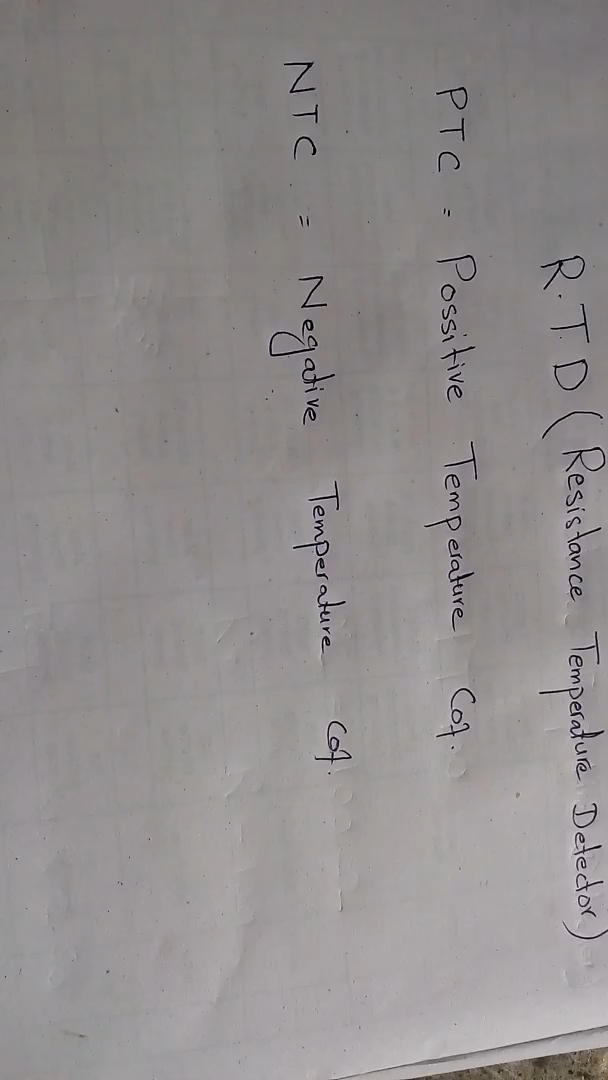 R.T.D (Resistance Temperature Detector)
PTC = Possitive Temperature Cof.
NTC = Negative Temperature Cof.